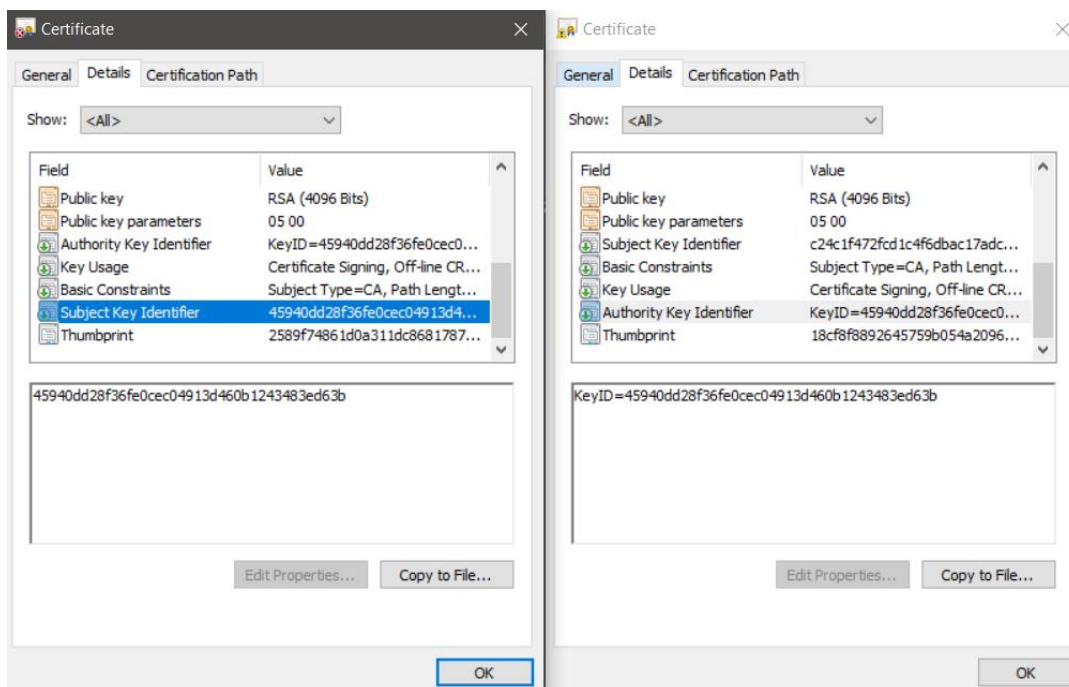 Certificate
General Details Certification Path
Show: <All>
Field Value
Public key RSA (4096 Bits)
Public key parameters 05 00
Authority Key Identifier KeyID=45940dd28f36fe0cec0...
Key Usage Certificate Signing, Off-line CR...
Basic Constraints Subject Type=CA, Path Lengt...
Subject Key Identifier 45940dd28f36fe0cec04913d4...
Thumbprint 2589f74861d0a311dc8681787...
45940dd28f36fe0cec04913d460b1243483ed63b
Edit Properties... Copy to File...
OK
Certificate
General Details Certification Path
Show: <All>
Field Value
Public key RSA (4096 Bits)
Public key parameters 05 00
Subject Key Identifier c24c1f472fcd1c4f6dbac17adc...
Basic Constraints Subject Type=CA, Path Lengt...
Key Usage Certificate Signing, Off-line CR...
Authority Key Identifier KeyID=45940dd28f36fe0cec0...
Thumbprint 18cf8f8892645759b054a2096...
KeyID=45940dd28f36fe0cec04913d460b1243483ed63b
Edit Properties... Copy to File...
OK